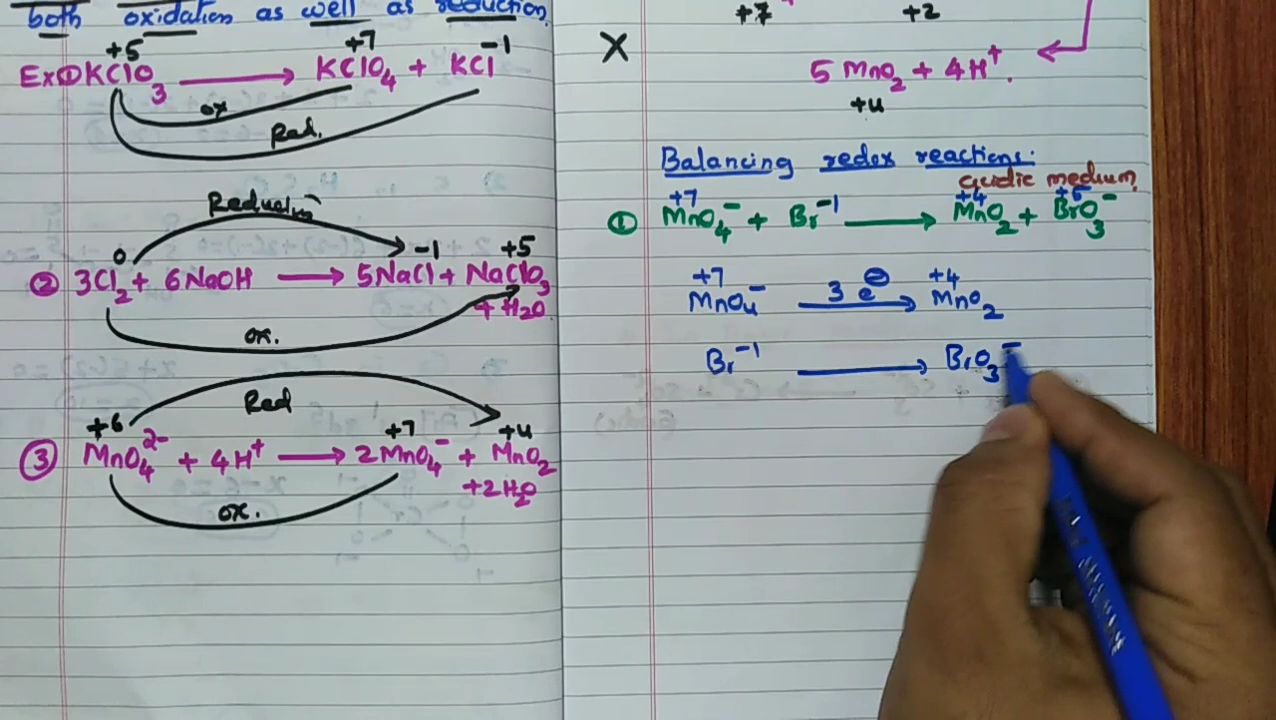 both oxidation as well as reduction.
+5 +7 -1
Ex① KClO3 → KClO4 + KCl
ox
Red.
Reduction
0 -1 +5
② 3Cl2 + 6NaOH → 5NaCl + NaClO3
+ H2O
ox.
Red
+6 +7 +4
③ MnO4^2- + 4H+ → 2MnO4^- + MnO2
+2H2O
ox.
+7 +2
X
5 MnO2 + 4H+.
+4
Balancing redox reactions:
acidic medium
+7 +4 +5
① MnO4^- + Br^-1 → MnO2 + BrO3^-
+7 3 e⊖ +4
MnO4^- → MnO2
Br^-1 → BrO3^-